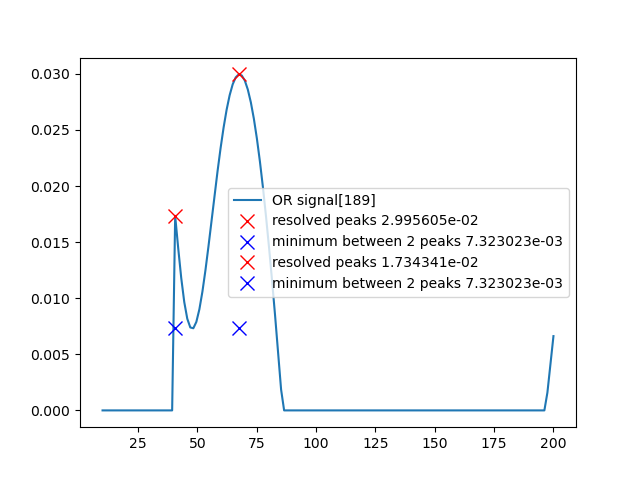 0.030
0.025
0.020
0.015
0.010
0.005
0.000
OR signal[189]
resolved peaks 2.995605e-02
minimum between 2 peaks 7.323023e-03
resolved peaks 1.734341e-02
minimum between 2 peaks 7.323023e-03
25 50 75 100 125 150 175 200